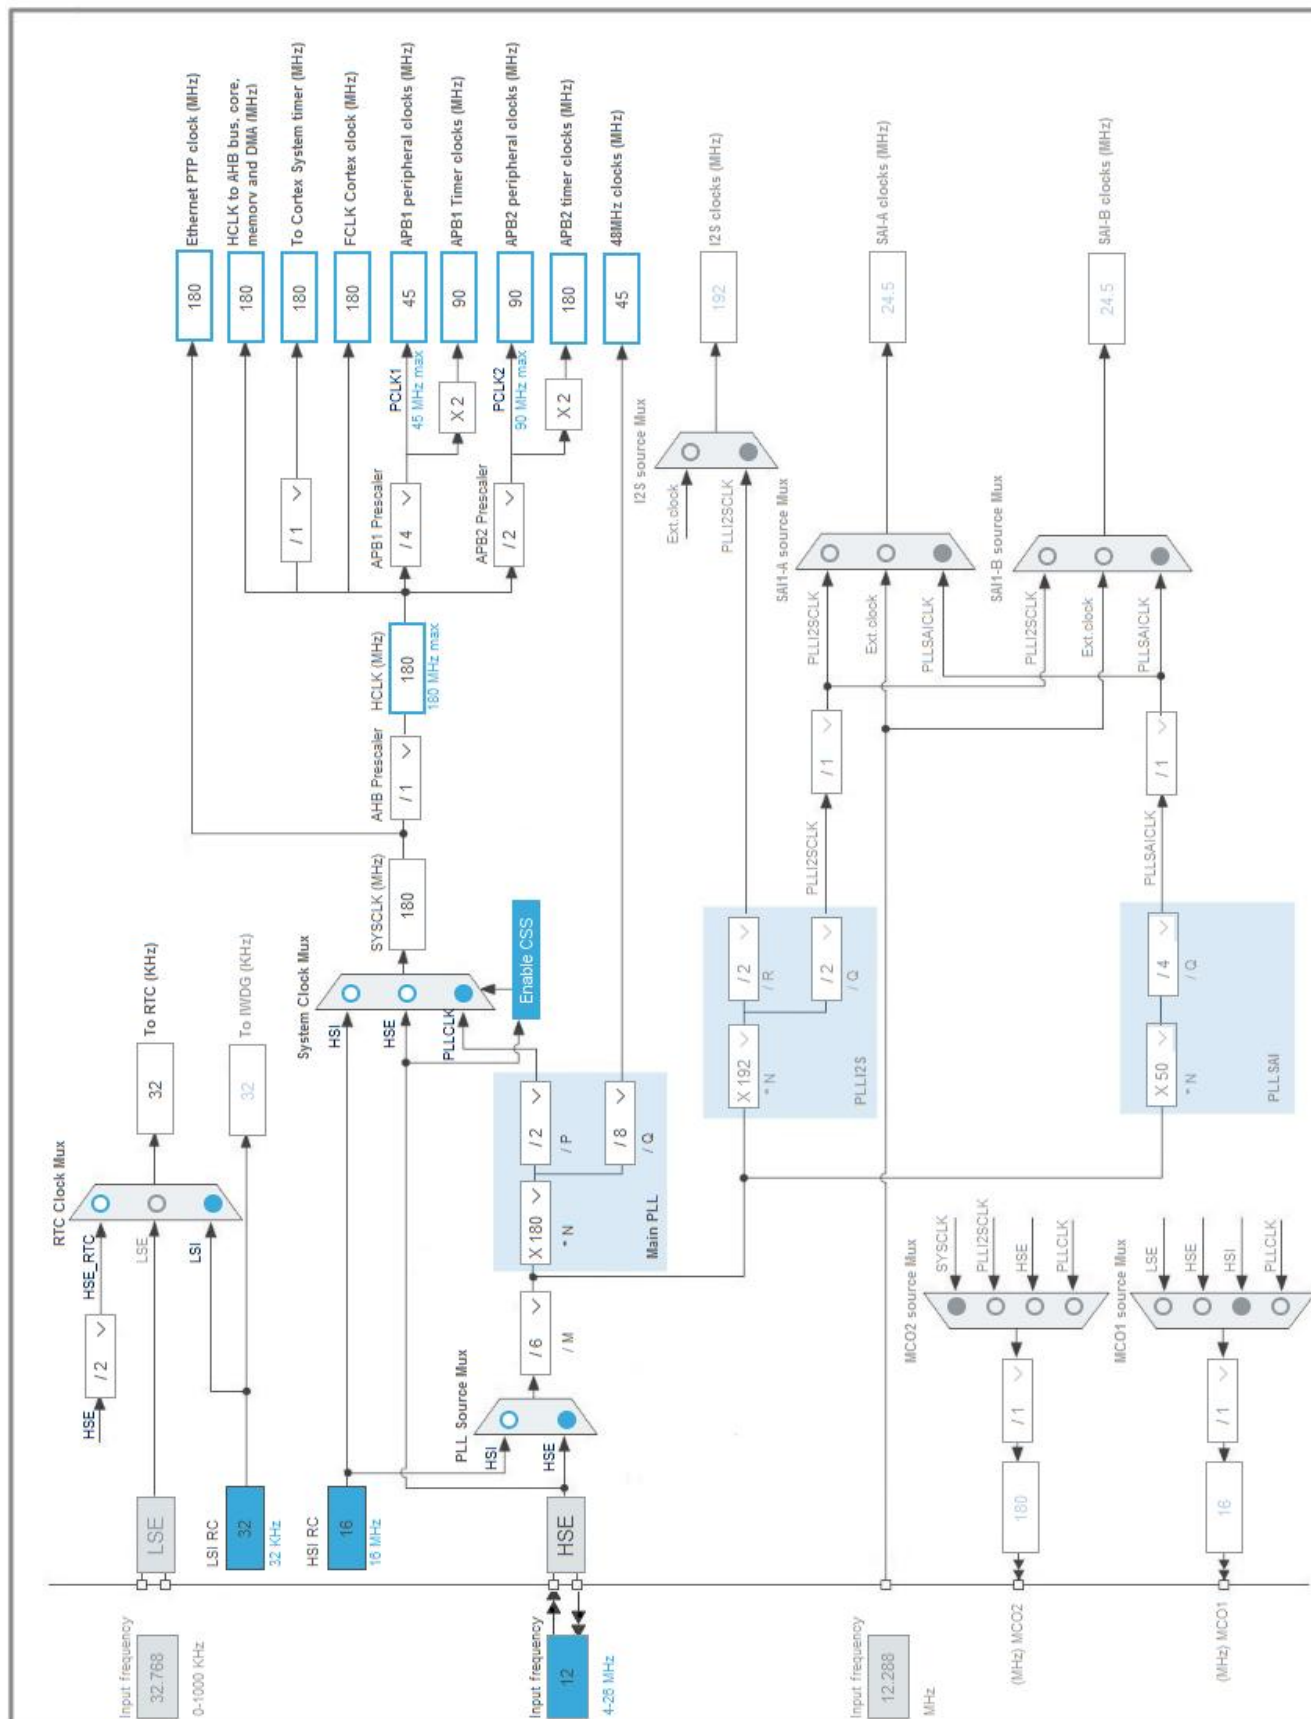 Input frequency
32.768
0-1000 KHz
LSE
LSI RC
32
32 KHz
HSE
/ 2
HSE_RTC
LSE
LSI
RTC Clock Mux
32
To RTC (KHz)
32
To IWDG (KHz)
HSI RC
16
16 MHz
Input frequency
12
4-26 MHz
HSE
PLL Source Mux
HSI
HSE
/ 6
/ M
X 180
* N
/ 2
/ P
/ 8
/ Q
Main PLL
System Clock Mux
HSI
HSE
PLLCLK
Enable CSS
SYSCLK (MHz)
180
AHB Prescaler
/ 1
HCLK (MHz)
180
180 MHz max
/ 1
APB1 Prescaler
/ 4
PCLK1
45 MHz max
X 2
APB2 Prescaler
/ 2
PCLK2
90 MHz max
X 2
180
Ethernet PTP clock (MHz)
180
HCLK to AHB bus, core,
memory and DMA (MHz)
180
To Cortex System timer (MHz)
180
FCLK Cortex clock (MHz)
45
APB1 peripheral clocks (MHz)
90
APB1 Timer clocks (MHz)
90
APB2 peripheral clocks (MHz)
180
APB2 timer clocks (MHz)
45
48MHz clocks (MHz)
X 192
* N
/ 2
/ R
/ 2
/ Q
PLLI2S
PLLI2SCLK
/ 1
I2S source Mux
Ext.clock
PLLI2SCLK
192
I2S clocks (MHz)
SAI1-A source Mux
PLLI2SCLK
Ext.clock
PLLSAICLK
24.5
SAI-A clocks (MHz)
SAI1-B source Mux
PLLI2SCLK
Ext.clock
PLLSAICLK
24.5
SAI-B clocks (MHz)
X 50
* N
/ 4
/ Q
PLLSAI
PLLSAICLK
/ 1
Input frequency
12.288
MHz
MCO2 source Mux
SYSCLK
PLLI2SCLK
HSE
PLLCLK
/ 1
180
(MHz) MCO2
MCO1 source Mux
LSE
HSE
HSI
PLLCLK
/ 1
16
(MHz) MCO1